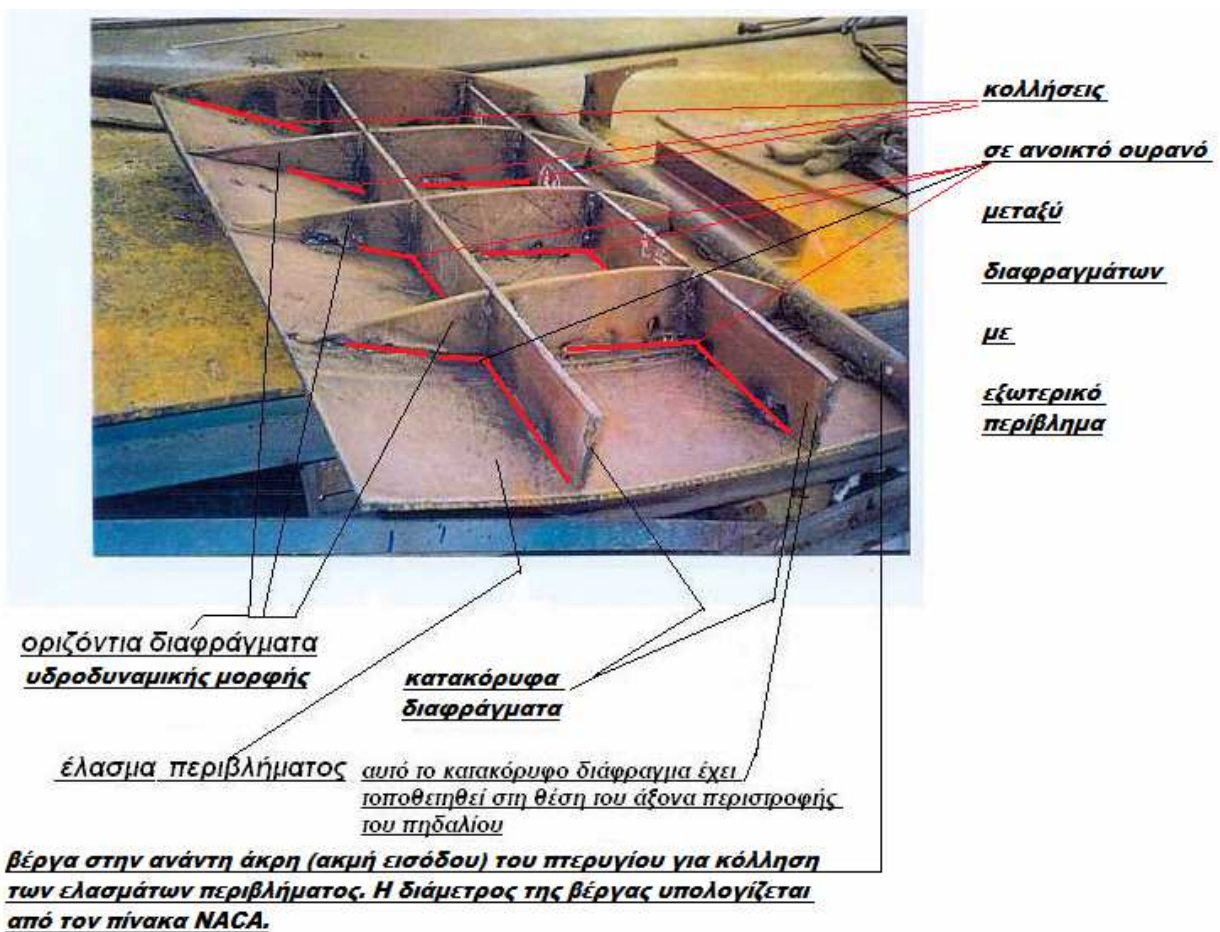 κολλήσεις
σε ανοικτό ουρανό
μεταξύ
διαφραγμάτων
με
εξωτερικό
περίβλημα
οριζόντια διαφράγματα
υδροδυναμικής μορφής
κατακόρυφα
διαφράγματα
έλασμα περιβλήματος
αυτό το κατακόρυφο διάφραγμα έχει
τοποθετηθεί στη θέση του άξονα περιστροφής
του πηδαλίου
βέργα στην ανάντη άκρη (ακμή εισόδου) του πτερυγίου για κόλληση
των ελασμάτων περιβλήματος. Η διάμετρος της βέργας υπολογίζεται
από τον πίνακα NACA.